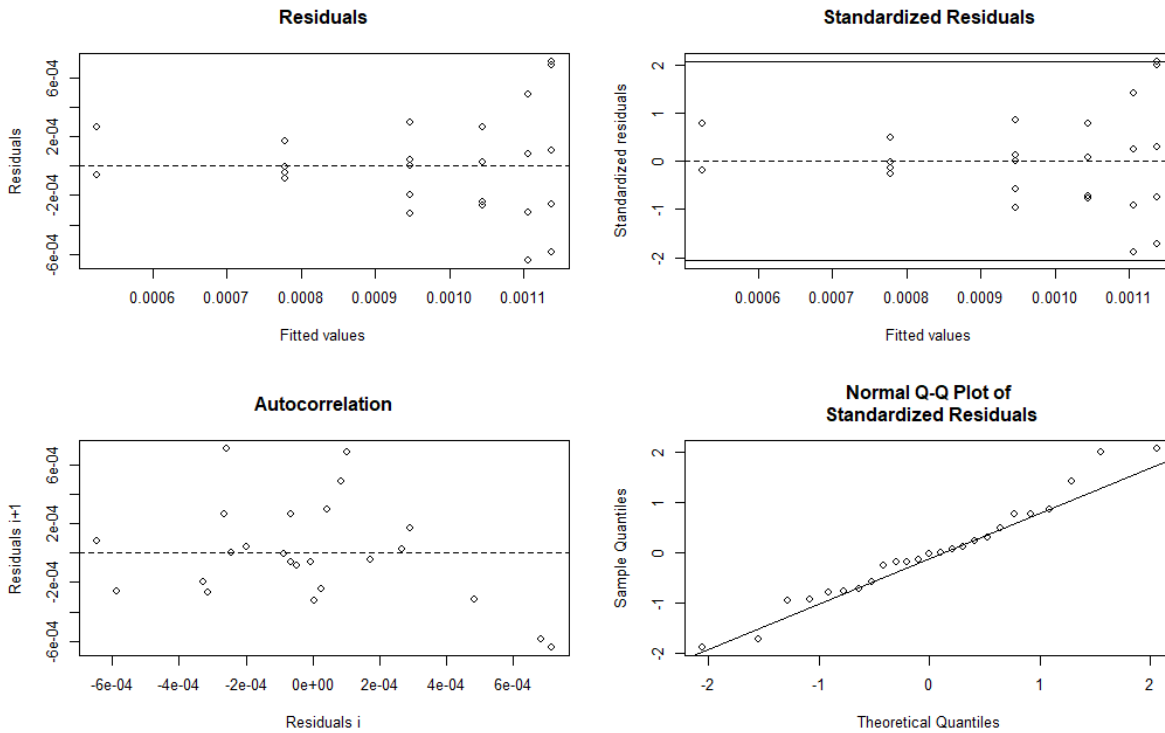 Residuals
Residuals
6e-04
2e-04
-2e-04
-6e-04
0.0006 0.0007 0.0008 0.0009 0.0010 0.0011
Fitted values
Standardized Residuals
Standardized residuals
2
1
0
-1
-2
0.0006 0.0007 0.0008 0.0009 0.0010 0.0011
Fitted values
Autocorrelation
Residuals i+1
6e-04
2e-04
-2e-04
-6e-04
-6e-04 -4e-04 -2e-04 0e+00 2e-04 4e-04 6e-04
Residuals i
Normal Q-Q Plot of
Standardized Residuals
Sample Quantiles
2
1
0
-1
-2
-2 -1 0 1 2
Theoretical Quantiles